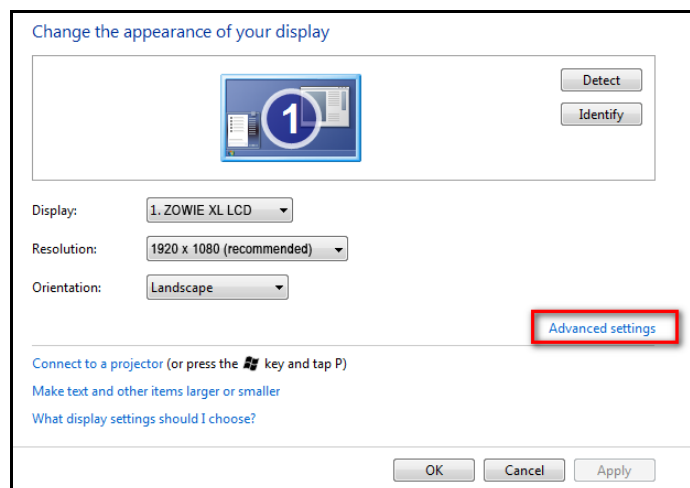 Change the appearance of your display
Detect
1
Identify
Display: 1. ZOWIE XL LCD
Resolution: 1920 x 1080 (recommended)
Orientation: Landscape
Advanced settings
Connect to a projector (or press the key and tap P)
Make text and other items larger or smaller
What display settings should I choose?
OK Cancel Apply